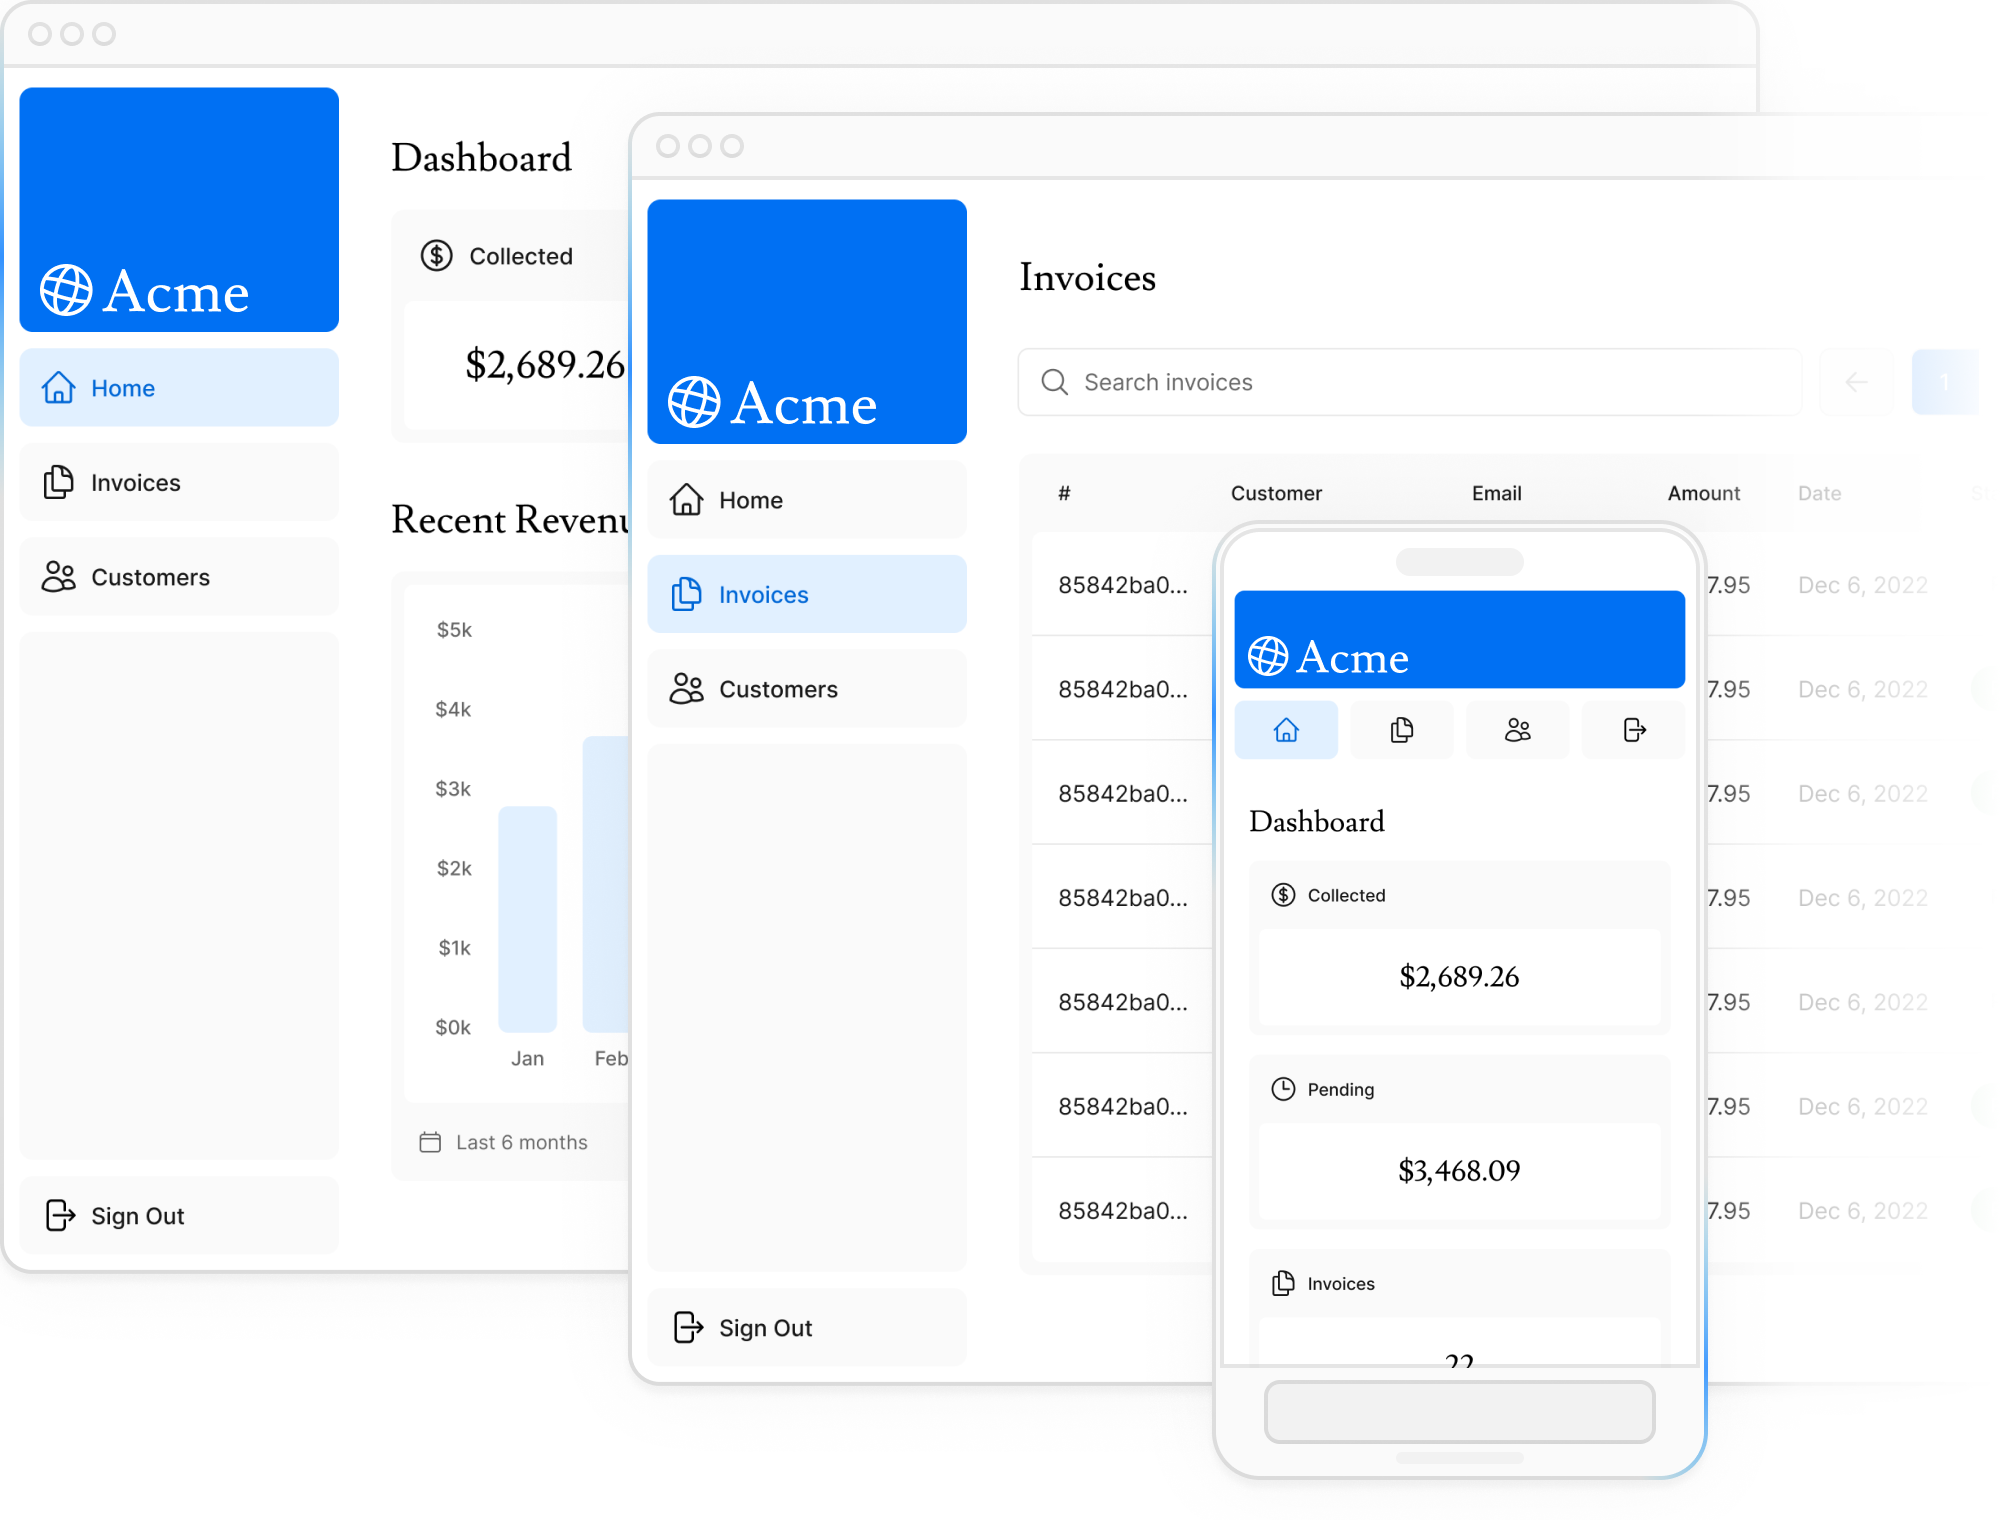 Acme
Home
Invoices
Customers
Sign Out
Dashboard
Collected
$2,689.26
Recent Revenu
$5k
$4k
$3k
$2k
$1k
$0k
Jan Feb
Last 6 months
Acme
Home
Invoices
Customers
Sign Out
Invoices
Search invoices
1
# Customer Email Amount Date
85842ba0... 7.95 Dec 6, 2022
85842ba0... 7.95 Dec 6, 2022
85842ba0... 7.95 Dec 6, 2022
85842ba0... 7.95 Dec 6, 2022
85842ba0... 7.95 Dec 6, 2022
85842ba0... 7.95 Dec 6, 2022
85842ba0... 7.95 Dec 6, 2022
Acme
Dashboard
Collected
$2,689.26
Pending
$3,468.09
Invoices
22